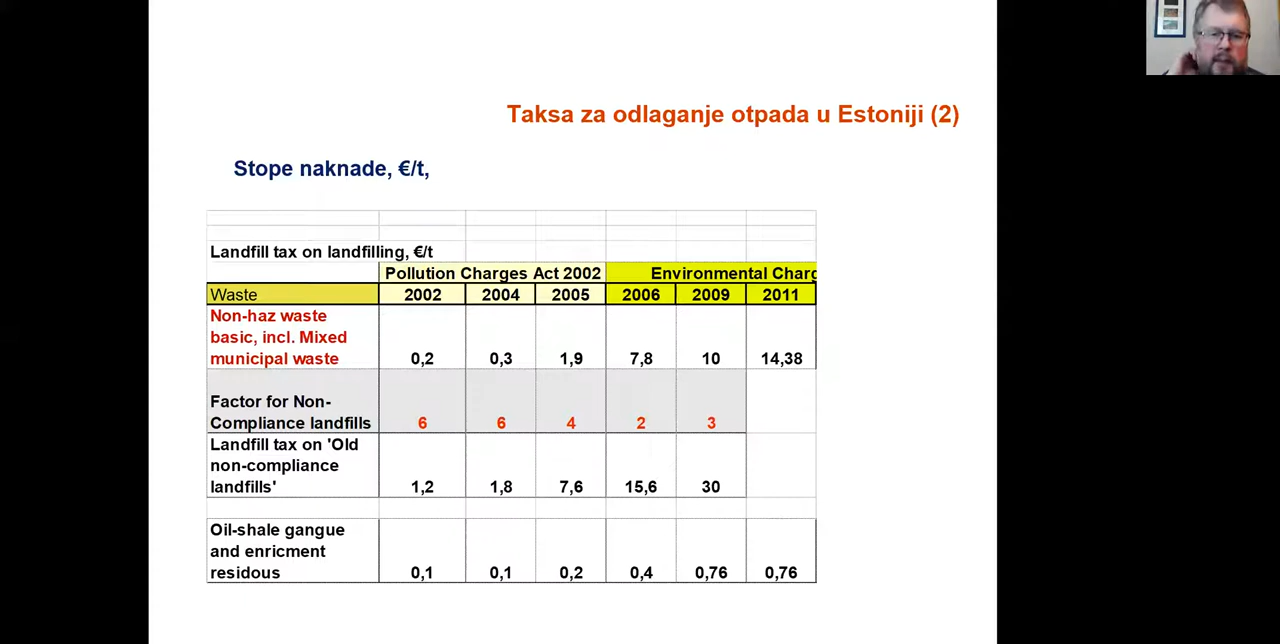 Taksa za odlaganje otpada u Estoniji (2)
Stope naknade, €/t,
Landfill tax on landfilling, €/t
Pollution Charges Act 2002 Environmental Charg
Waste 2002 2004 2005 2006 2009 2011
Non-haz waste
basic, incl. Mixed
municipal waste 0,2 0,3 1,9 7,8 10 14,38
Factor for Non-
Compliance landfills 6 6 4 2 3
Landfill tax on 'Old
non-compliance
landfills' 1,2 1,8 7,6 15,6 30
Oil-shale gangue
and enricment
residous 0,1 0,1 0,2 0,4 0,76 0,76